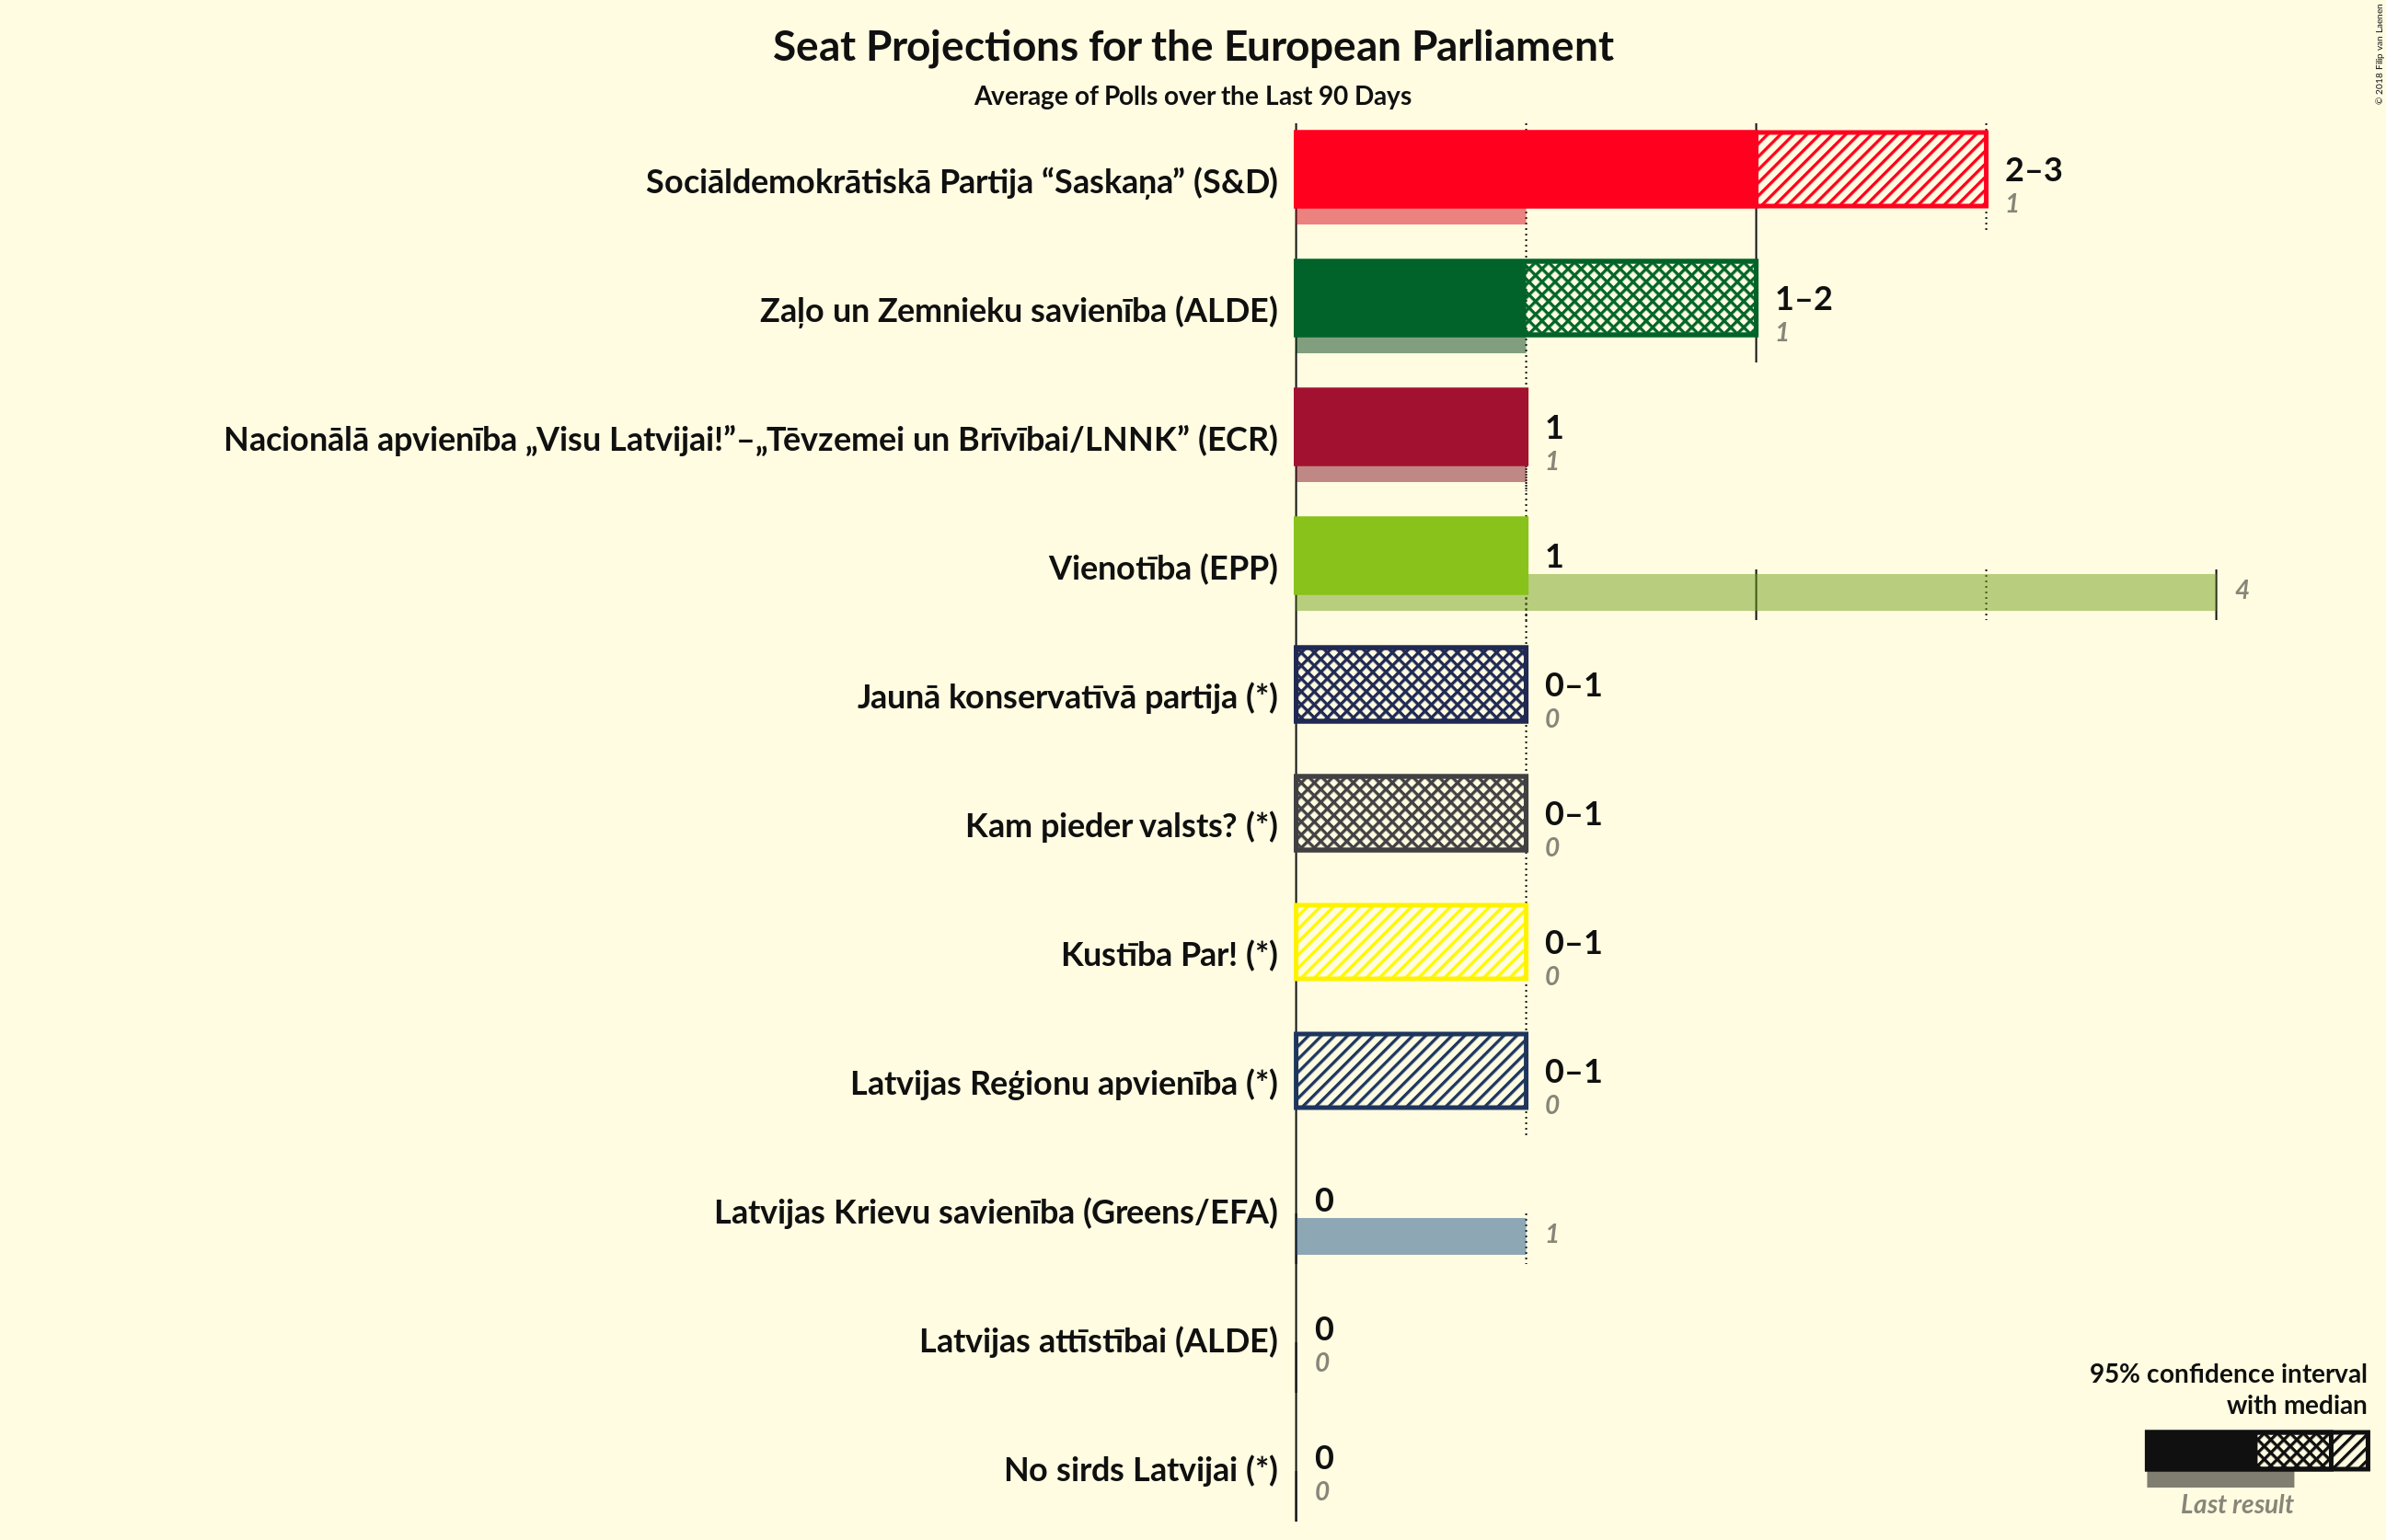 Seat Projections for the European Parliament
Average of Polls over the Last 90 Days
© 2018 Filip van Laenen
Sociāldemokrātiskā Partija “Saskaņa” (S&D)
2–3
1
Zaļo un Zemnieku savienība (ALDE)
1–2
1
Nacionālā apvienība „Visu Latvijai!”–„Tēvzemei un Brīvībai/LNNK” (ECR)
1
1
Vienotība (EPP)
1
4
Jaunā konservatīvā partija (*)
0–1
0
Kam pieder valsts? (*)
0–1
0
Kustība Par! (*)
0–1
0
Latvijas Reģionu apvienība (*)
0–1
0
Latvijas Krievu savienība (Greens/EFA)
0
1
Latvijas attīstībai (ALDE)
0
0
No sirds Latvijai (*)
0
0
95% confidence interval
with median
Last result